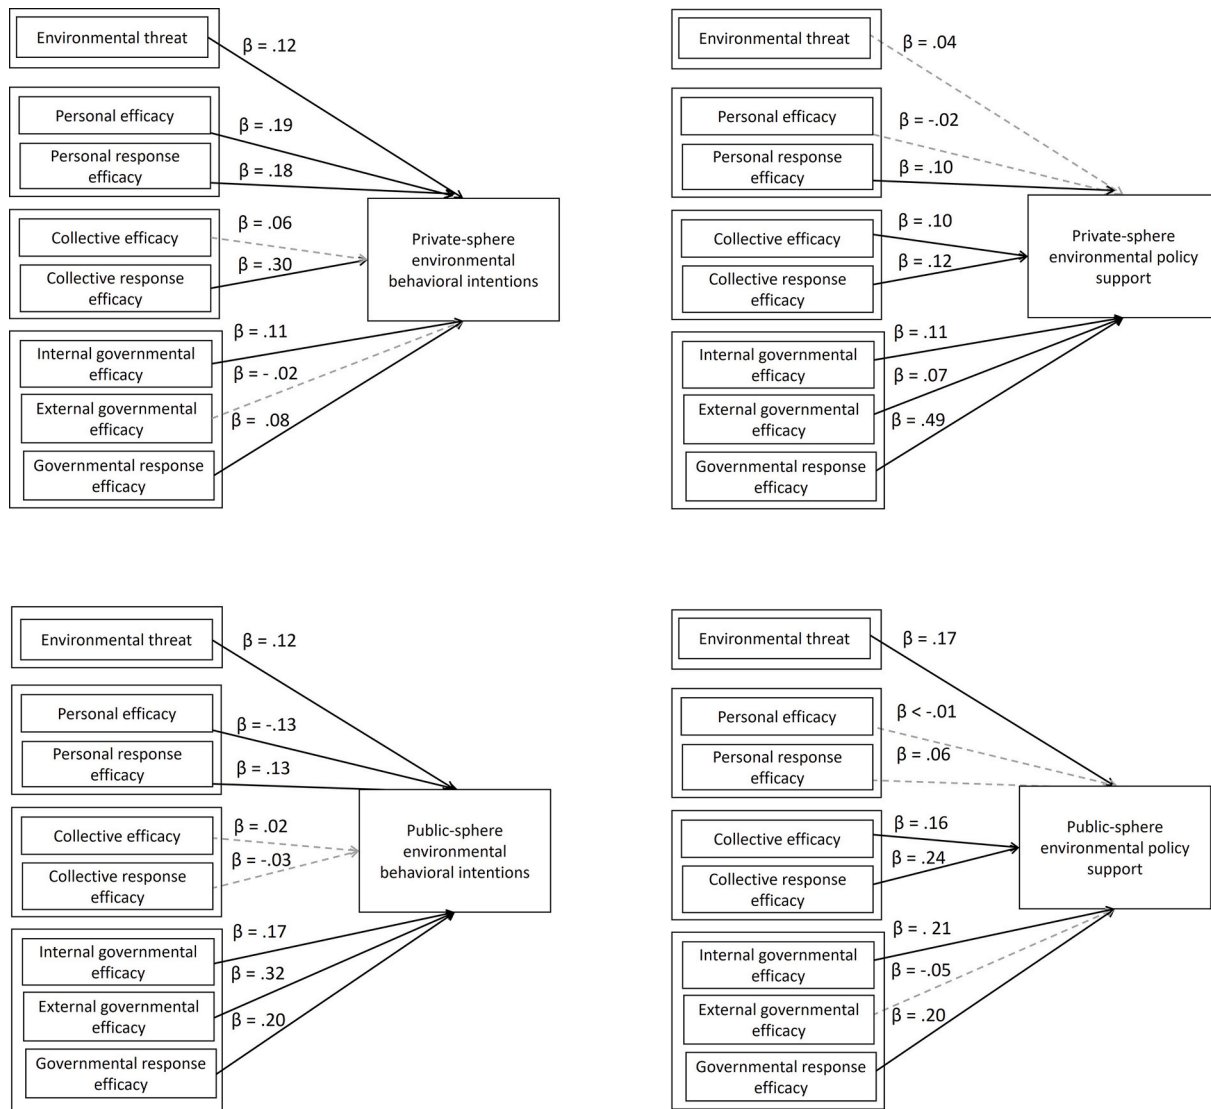 Environmental threat
β = .12
Personal efficacy
β = .19
Personal response
efficacy
β = .18
Collective efficacy
β = .06
Collective response
efficacy
β = .30
Internal governmental
efficacy
β = .11
External governmental
efficacy
β = - .02
Governmental response
efficacy
β = .08
Private-sphere
environmental
behavioral intentions
Environmental threat
β = .04
Personal efficacy
β = -.02
Personal response
efficacy
β = .10
Collective efficacy
β = .10
Collective response
efficacy
β = .12
Internal governmental
efficacy
β = .11
External governmental
efficacy
β = .07
Governmental response
efficacy
β = .49
Private-sphere
environmental policy
support
Environmental threat
β = .12
Personal efficacy
β = -.13
Personal response
efficacy
β = .13
Collective efficacy
β = .02
Collective response
efficacy
β = -.03
Internal governmental
efficacy
β = .17
External governmental
efficacy
β = .32
Governmental response
efficacy
β = .20
Public-sphere
environmental
behavioral intentions
Environmental threat
β = .17
Personal efficacy
β < -.01
Personal response
efficacy
β = .06
Collective efficacy
β = .16
Collective response
efficacy
β = .24
Internal governmental
efficacy
β = . 21
External governmental
efficacy
β = -.05
Governmental response
efficacy
β = .20
Public-sphere
environmental policy
support